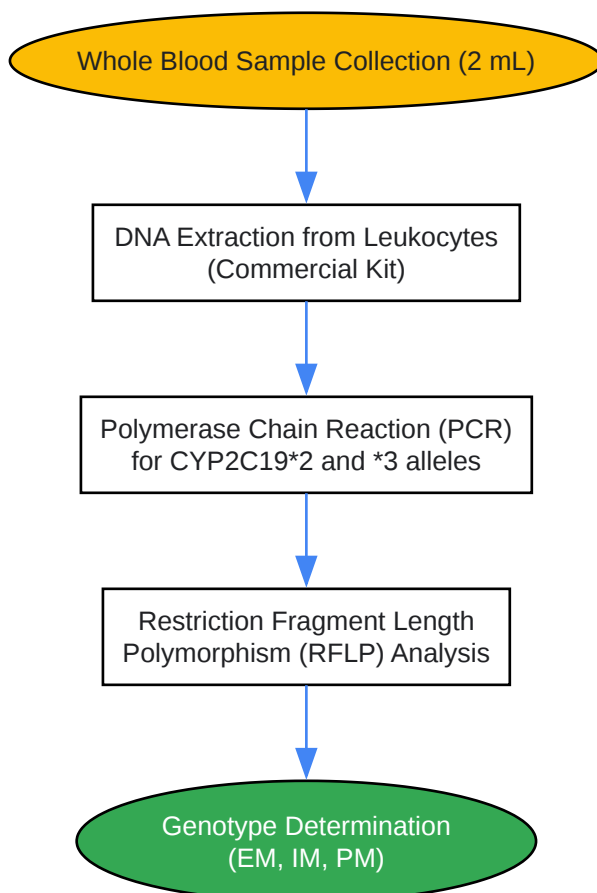 Whole Blood Sample Collection (2 mL)
DNA Extraction from Leukocytes
(Commercial Kit)
Polymerase Chain Reaction (PCR)
for CYP2C19*2 and *3 alleles
Restriction Fragment Length
Polymorphism (RFLP) Analysis
Genotype Determination
(EM, IM, PM)